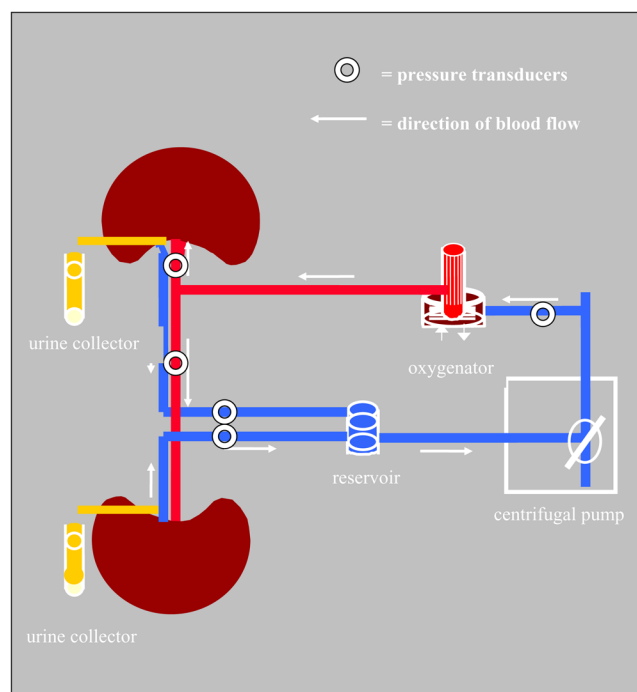 = pressure transducers
= direction of blood flow
urine collector
oxygenator
reservoir
centrifugal pump
urine collector